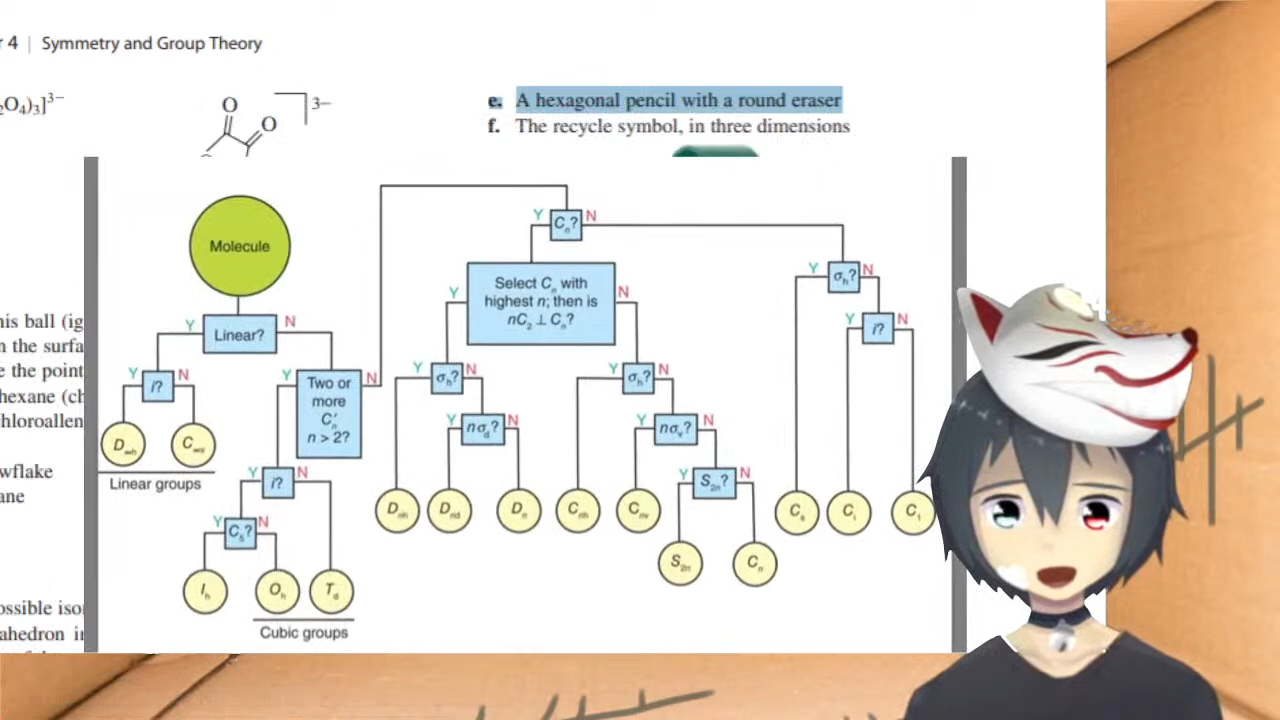 r 4 | Symmetry and Group Theory
₂O₄)₃]³⁻
O
O
3−
e. A hexagonal pencil with a round eraser
f. The recycle symbol, in three dimensions
his ball (ig
n the surfa
e the point
hexane (ch
chloroallen
wflake
ane
ossible iso
ahedron in
Molecule
Y Linear? N
Y i? N
D∞h C∞v
Linear groups
Y Two or more C'n n > 2? N
Y i? N
Y C₅? N
Ih Oh Td
Cubic groups
Y Cn? N
Y Select Cn with N
highest n; then is
nC₂ ⊥ Cn?
Y σh? N
Y nσd? N
Dnh Dnd Dn
Y σh? N
Y nσv? N
Y S2n? N
Cnh Cnv
S2n Cn
Y σh? N
Y i? N
Cs Ci C1